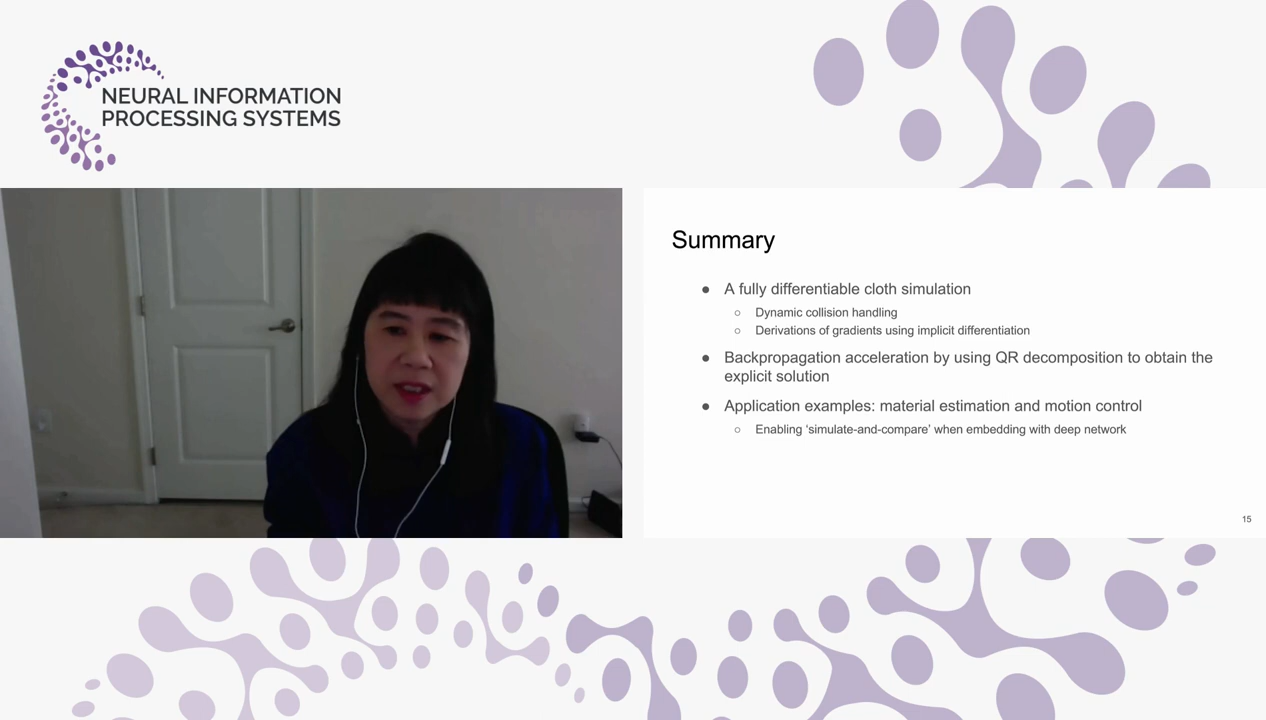 NEURAL INFORMATION
PROCESSING SYSTEMS
Summary
● A fully differentiable cloth simulation
○ Dynamic collision handling
○ Derivations of gradients using implicit differentiation
● Backpropagation acceleration by using QR decomposition to obtain the
explicit solution
● Application examples: material estimation and motion control
○ Enabling ‘simulate-and-compare’ when embedding with deep network
15